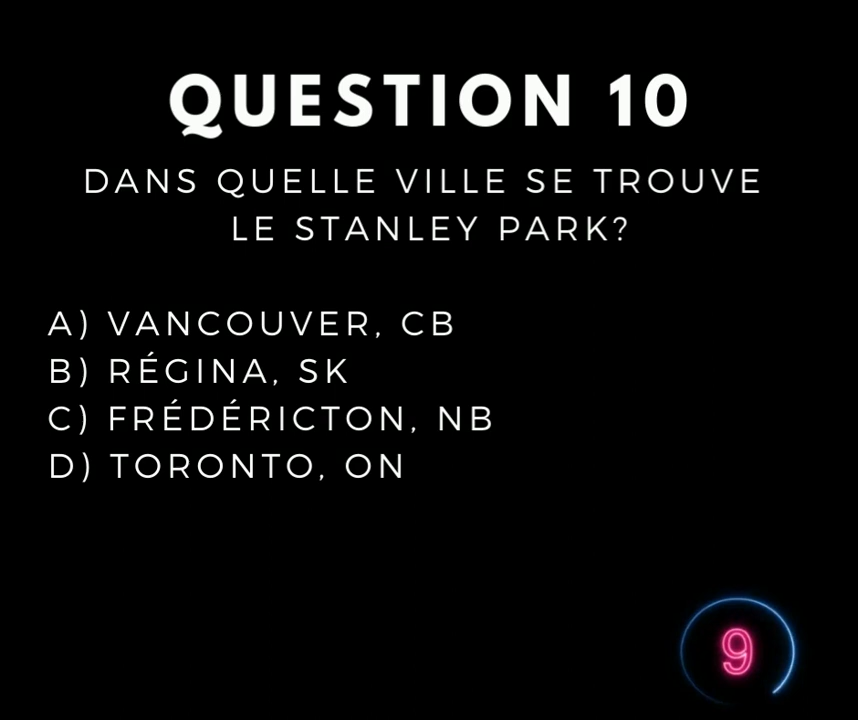 QUESTION 10
DANS QUELLE VILLE SE TROUVE
LE STANLEY PARK?
A) VANCOUVER, CB
B) RÉGINA, SK
C) FRÉDÉRICTON, NB
D) TORONTO, ON
9